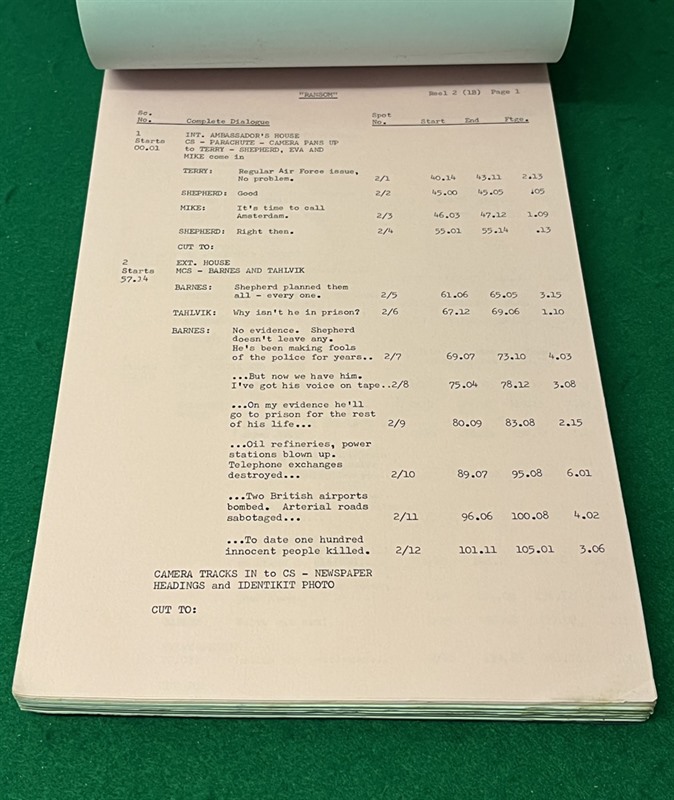 "RANSOM" Reel 2 (1B) Page 1
Sc. No. Complete Dialogue Spot No. Start End Ftge.
1 INT. AMBASSADOR'S HOUSE
Starts CS - PARACHUTE - CAMERA PANS UP
00.01 to TERRY - SHEPHERD, EVA AND
MIKE come in
TERRY: Regular Air Force issue,
No problem. 2/1 40.14 43.11 2.13
SHEPHERD: Good 2/2 45.00 45.05 .05
MIKE: It's time to call
Amsterdam. 2/3 46.03 47.12 1.09
SHEPHERD: Right then. 2/4 55.01 55.14 .13
CUT TO:
2 EXT. HOUSE
Starts MCS - BARNES AND TAHLVIK
57.14
BARNES: Shepherd planned them
all - every one. 2/5 61.06 65.05 3.15
TAHLVIK: Why isn't he in prison? 2/6 67.12 69.06 1.10
BARNES: No evidence. Shepherd
doesn't leave any.
He's been making fools
of the police for years.. 2/7 69.07 73.10 4.03
...But now we have him.
I've got his voice on tape..2/8 75.04 78.12 3.08
...On my evidence he'll
go to prison for the rest
of his life... 2/9 80.09 83.08 2.15
...Oil refineries, power
stations blown up.
Telephone exchanges
destroyed... 2/10 89.07 95.08 6.01
...Two British airports
bombed. Arterial roads
sabotaged... 2/11 96.06 100.08 4.02
...To date one hundred
innocent people killed. 2/12 101.11 105.01 3.06
CAMERA TRACKS IN to CS - NEWSPAPER
HEADINGS and IDENTIKIT PHOTO
CUT TO: